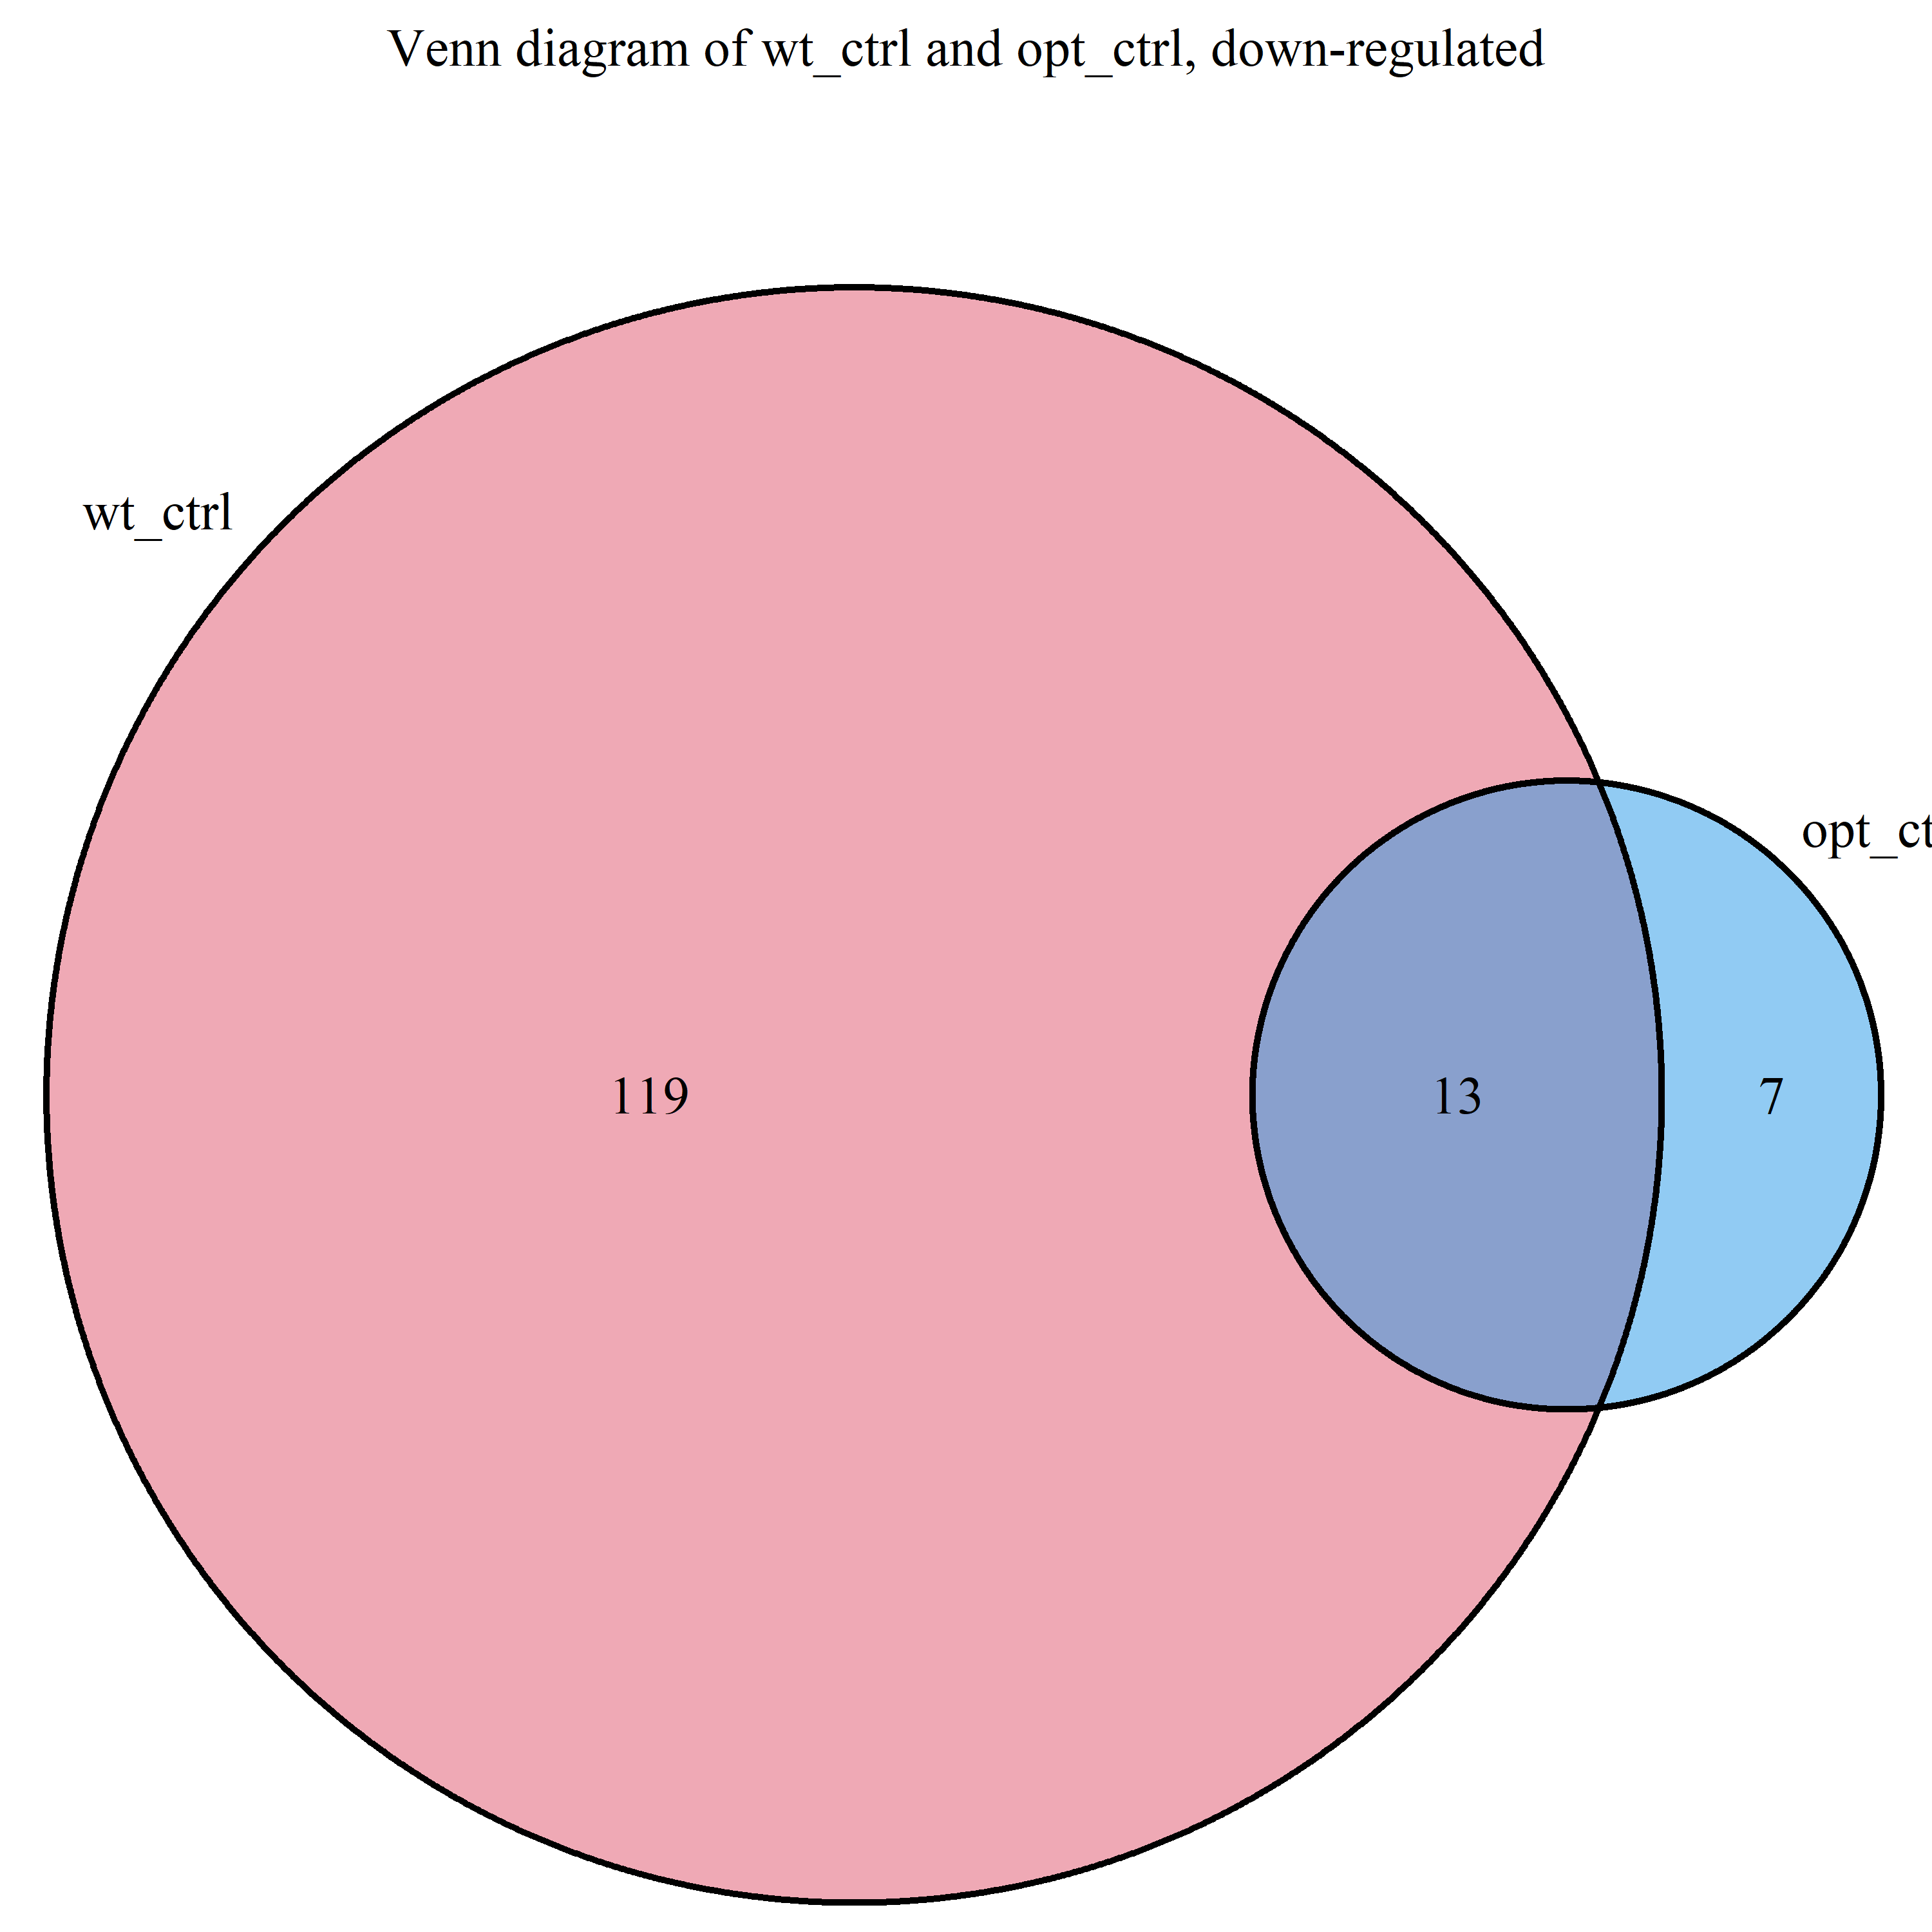 Venn diagram of wt_ctrl and opt_ctrl, down-regulated
wt_ctrl
opt_ct
119
13
7